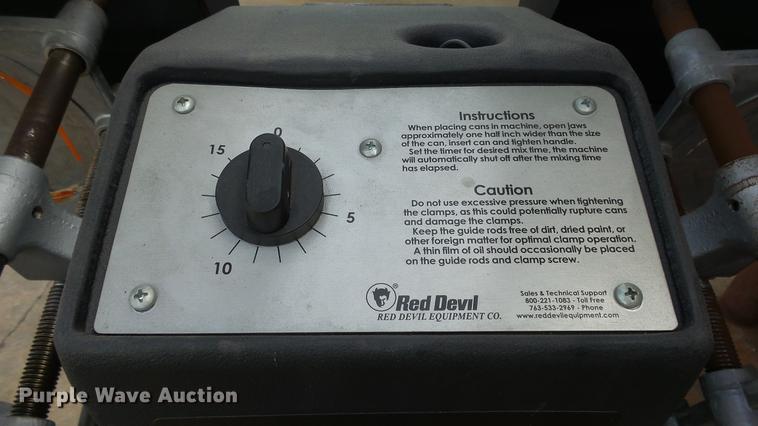 0
15
5
10
Instructions
When placing cans in machine, open jaws
approximately one half inch wider than the size
of the can, insert can and tighten handle.
Set the timer for desired mix time, the machine
will automatically shut off after the mixing time
has elapsed.
Caution
Do not use excessive pressure when tightening
the clamps, as this could potentially rupture cans
and damage the clamps.
Keep the guide rods free of dirt, dried paint, or
other foreign matter for optimal clamp operation.
A thin film of oil should occasionally be placed
on the guide rods and clamp screw.
® Red Devil
RED DEVIL EQUIPMENT CO.
Sales & Technical Support
800-221-1083 - Toll Free
763-533-2969 - Phone
www.reddevilequipment.com
Purple Wave Auction